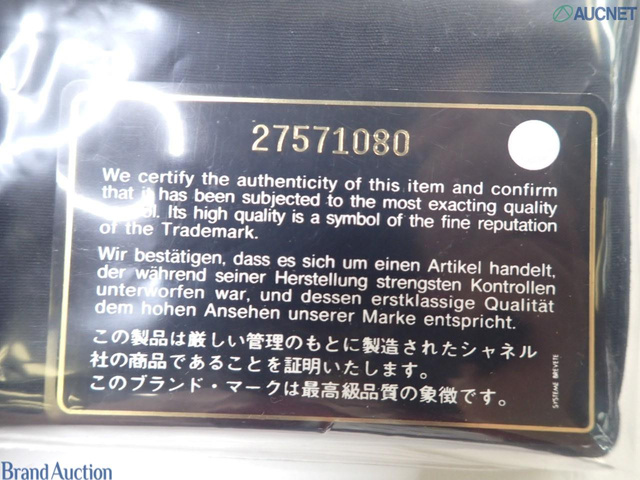 AUCNET
27571080
We certify the authenticity of this item and confirm
that it has been subjected to the most exacting quality
Its high quality is a symbol of the fine reputation
of the Trademark.
Wir bestätigen, dass es sich um einen Artikel handelt,
der während seiner Herstellung strengsten Kontrollen
unterworfen war, und dessen erstklassige Qualität
dem hohen Ansehen unserer Marke entspricht.
この製品は厳しい管理のもとに製造されたシャネル
社の商品であることを証明いたします。
このブランド・マークは最高級品質の象徴です。
SYSTEME BREVETE
Brand Auction